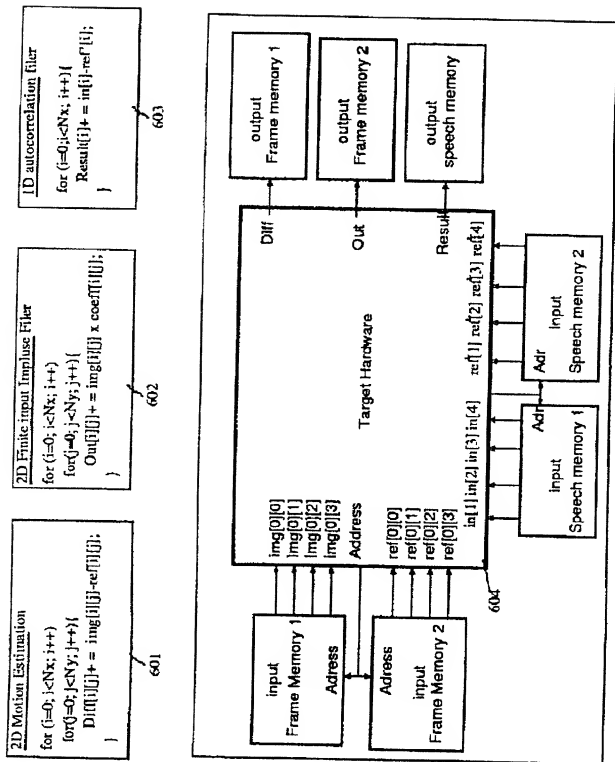 2D Motion Estimation
for (i=0; i<Nx; i++)
for(j=0; j<Ny; j++){
Diff[i][j]+ = img[i][j]-ref[i][j];
}
601
2D Finite input Impluse Filer
for (i=0; i<Nx; i++)
for(j=0; j<Ny; j++){
Out[i][j]+ = img[i][j] x coeff[i][j];
}
602
1D autocorrelation filer
for (i=0;i<Nx; i++){
Result[i]+ = in[i]-ref[i];
}
603
input
Frame Memory 1
Adress
Adress
input
Frame Memory 2
img[0][0]
img[0][1]
img[0][2]
img[0][3]
Address
ref[0][0]
ref[0][1]
ref[0][2]
ref[0][3]
604
Target Hardware
Diff
Out
Result
in[1] in[2] in[3] in[4]
ref[1] ref[2] ref[3] ref[4]
output
Frame memory 1
output
Frame memory 2
output
speech memory
Adr
input
Speech memory 1
Adr
Input
Speech memory 2